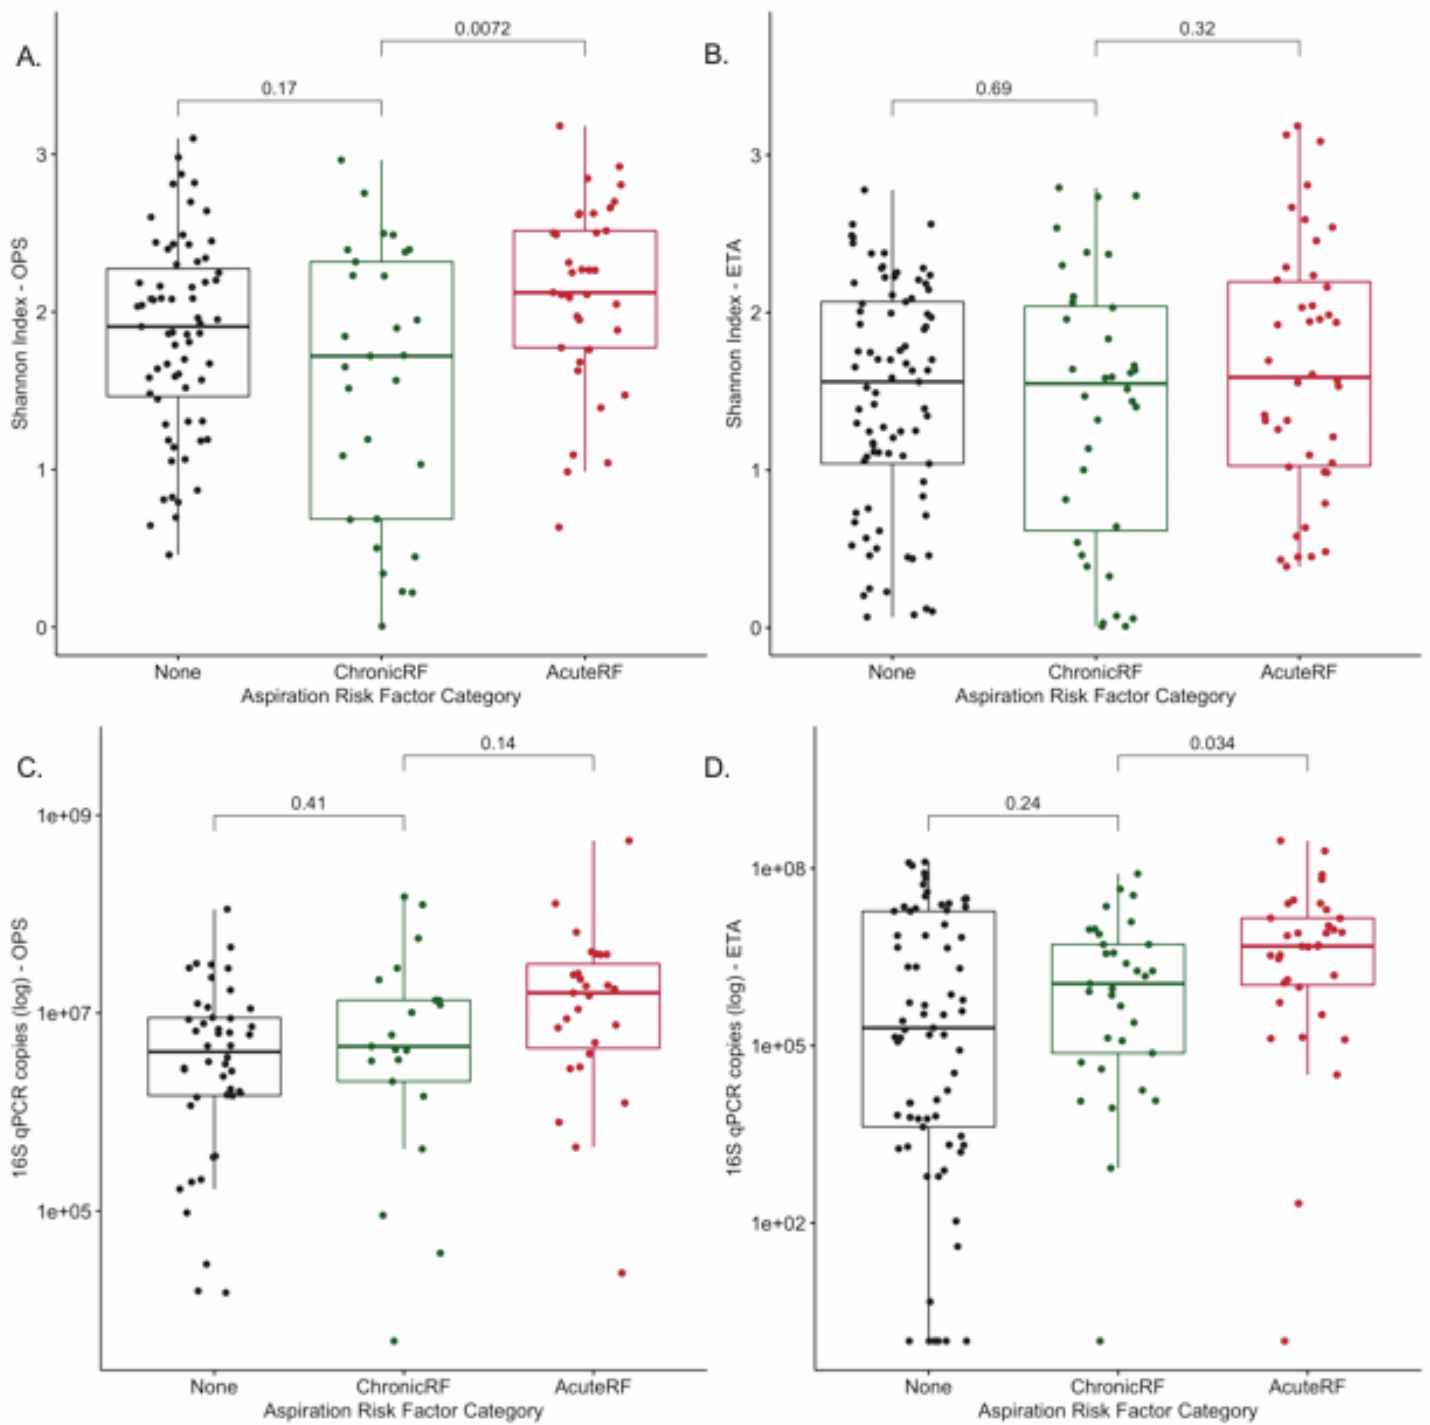 A.
0.0072
0.17
Shannon Index - OPS
3
2
1
0
None ChronicRF AcuteRF
Aspiration Risk Factor Category
B.
0.32
0.69
Shannon Index - ETA
3
2
1
0
None ChronicRF AcuteRF
Aspiration Risk Factor Category
C.
0.14
0.41
16S qPCR copies (log) - OPS
1e+09
1e+07
1e+05
None ChronicRF AcuteRF
Aspiration Risk Factor Category
D.
0.034
0.24
16S qPCR copies (log) - ETA
1e+08
1e+05
1e+02
None ChronicRF AcuteRF
Aspiration Risk Factor Category